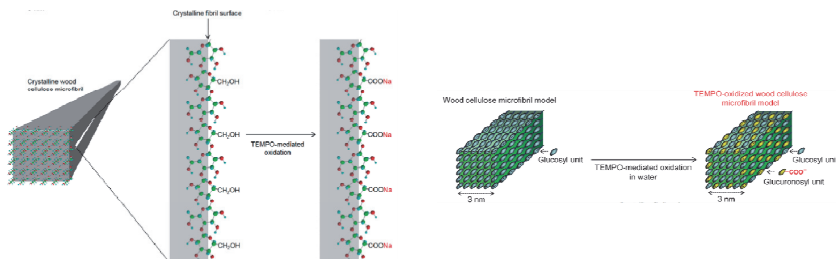 Crystalline fibril surface
Crystalline wood
cellulose microfibril
CH₂OH
CH₂OH
CH₂OH
CH₂OH
TEMPO-mediated
oxidation
COONa
COONa
COONa
COONa
Wood cellulose microfibril model
Glucosyl unit
3 nm
TEMPO-mediated oxidation
in water
TEMPO-oxidized wood cellulose
microfibril model
Glucosyl uni
COO⁻
Glucuronosyl unit
3 nm